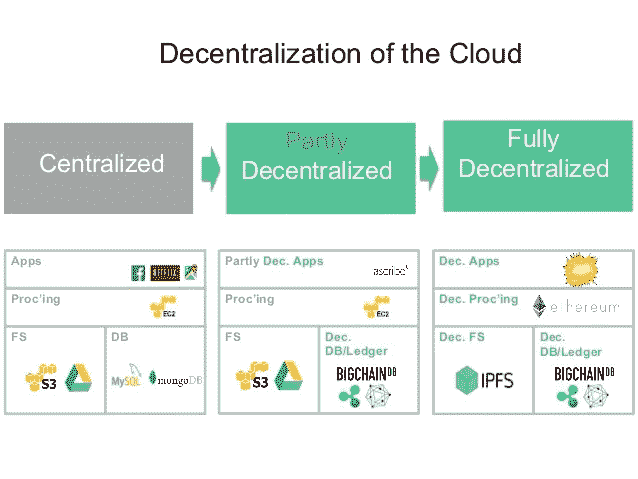 Decentralization of the Cloud
Centralized
Partly
Decentralized
Fully
Decentralized
Apps
NETFLIX
Proc'ing
EC2
FS
DB
S3
MySQL
mongoDB
Partly Dec. Apps
ascribe
Proc'ing
EC2
FS
Dec.
DB/Ledger
S3
BIGCHAINDB
Dec. Apps
Dec. Proc'ing
ethereum
Dec. FS
Dec.
DB/Ledger
IPFS
BIGCHAINDB